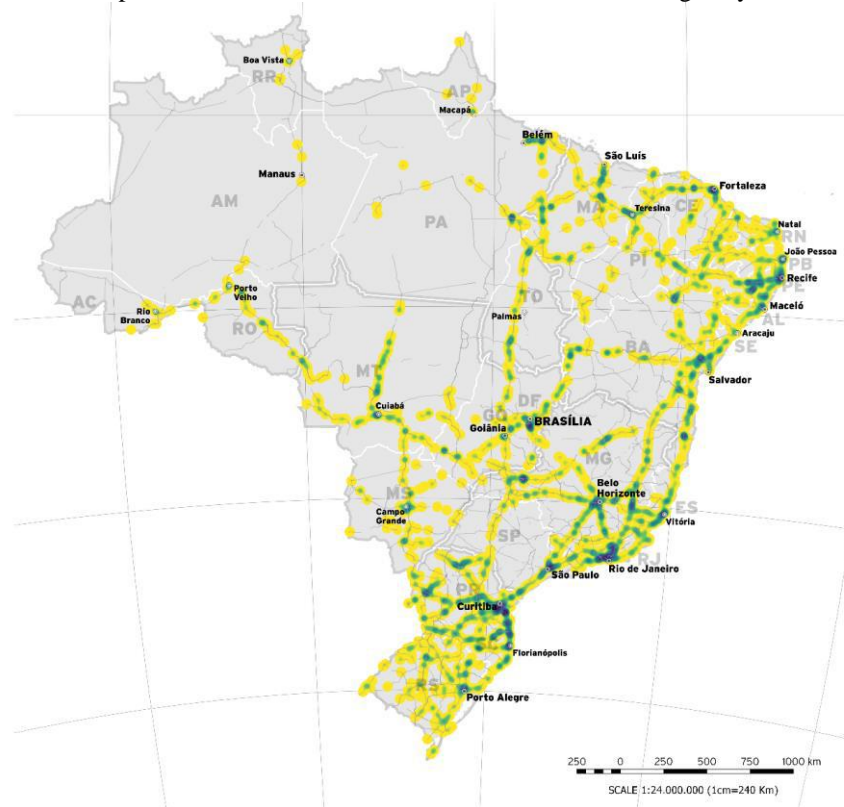 Boa Vista
RR
AP
Macapá
Belém
São Luís
Manaus
Fortaleza
Teresina
AM
PA
MA
CE
Natal
RN
João Pessoa
PB
PI
Recife
PE
Porto
Velho
AC
Rio
Branco
TO
Palmas
Maceió
AL
RO
Aracaju
SE
BA
MT
Salvador
Cuiabá
DF
GO
BRASÍLIA
Goiânia
MG
Belo
Horizonte
MS
ES
Campo
Grande
Vitória
SP
RJ
São Paulo
Rio de Janeiro
PR
Curitiba
SC
Florianópolis
RS
Porto Alegre
250 0 250 500 750 1000 km
SCALE 1:24.000.000 (1cm=240 Km)